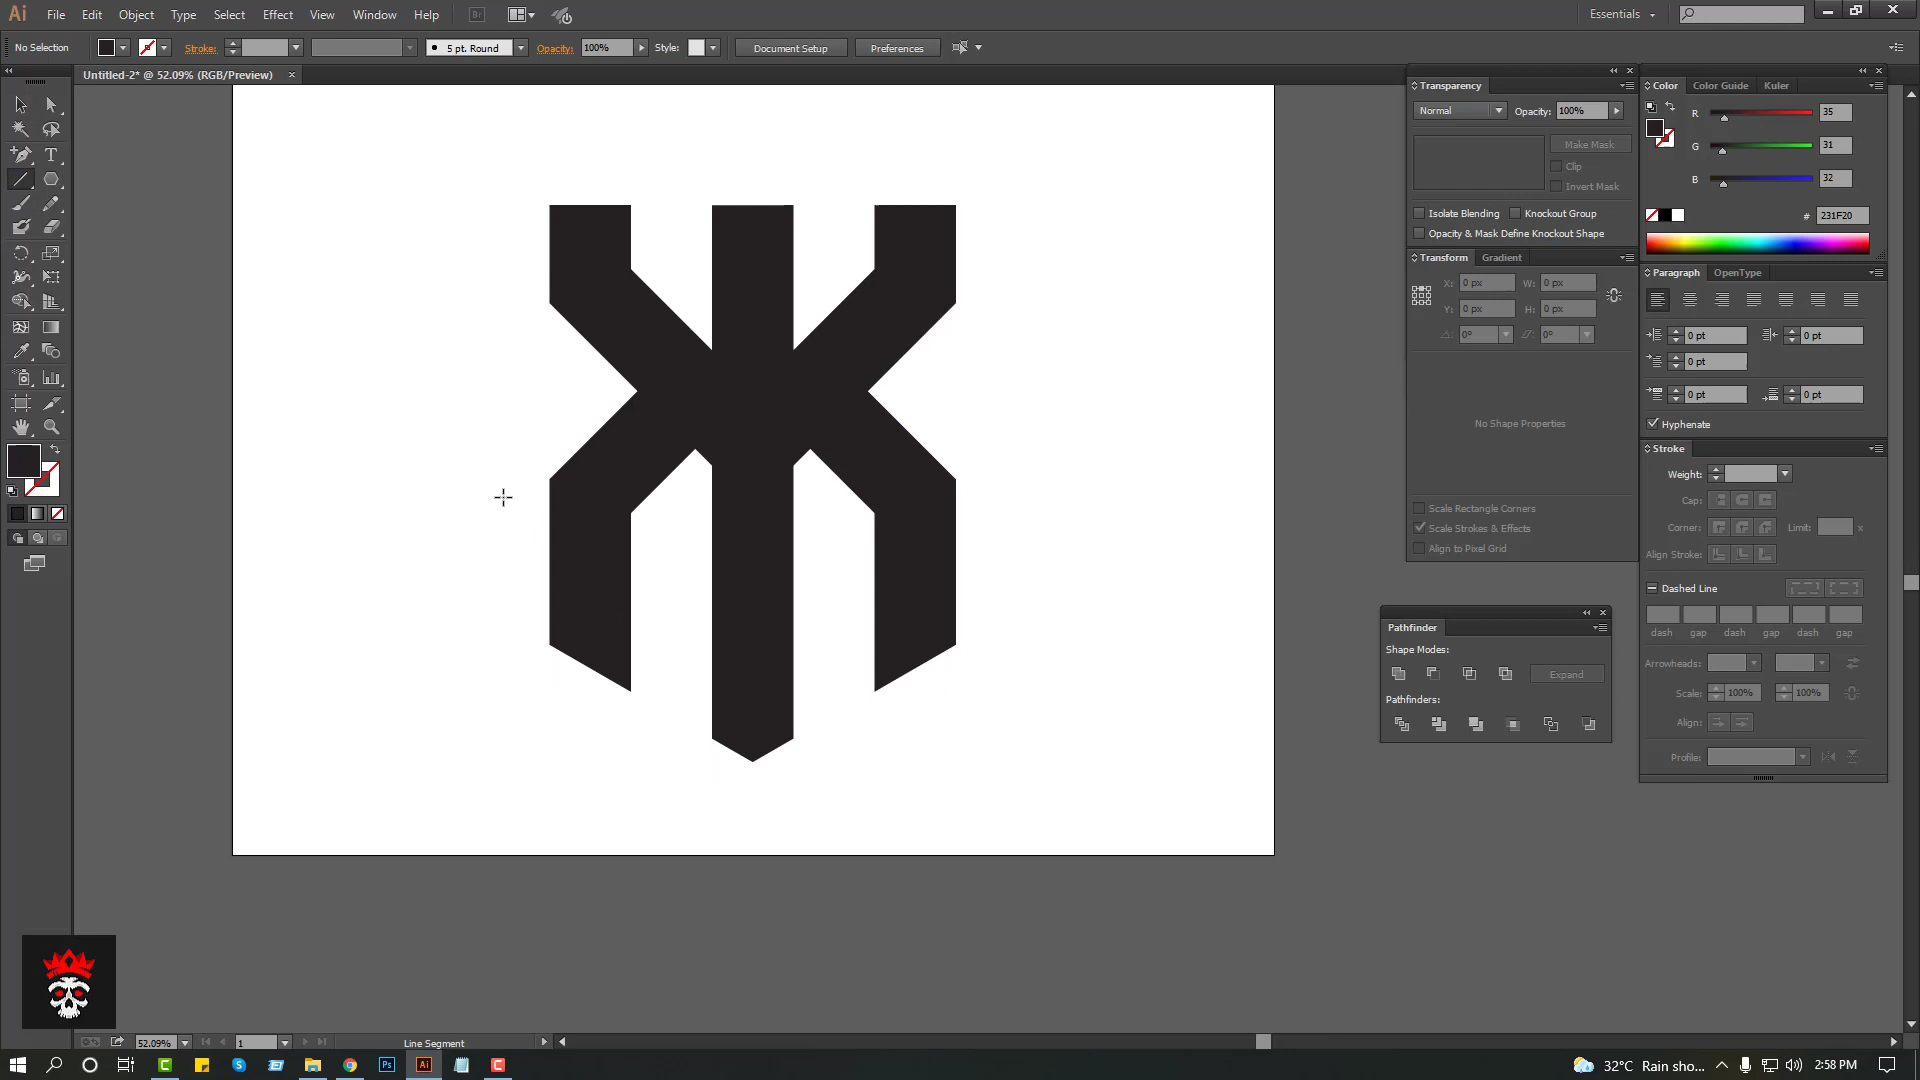 Ai File Edit Object Type Select Effect View Window Help Br Essentials
No Selection Stroke: 5 pt. Round Opacity: 100% Style: Document Setup Preferences
Untitled-2* @ 52.09% (RGB/Preview)
Transparency
Normal Opacity: 100%
Make Mask
Clip
Invert Mask
Isolate Blending Knockout Group
Opacity & Mask Define Knockout Shape
Transform Gradient
X: 0 px W: 0 px
Y: 0 px H: 0 px
0° 0°
No Shape Properties
Scale Rectangle Corners
Scale Strokes & Effects
Align to Pixel Grid
Pathfinder
Shape Modes:
Expand
Pathfinders:
Color Color Guide Kuler
R 35
G 31
B 32
# 231F20
Paragraph OpenType
0 pt 0 pt
0 pt
0 pt 0 pt
Hyphenate
Stroke
Weight:
Cap:
Corner: Limit: x
Align Stroke:
Dashed Line
dash gap dash gap dash gap
Arrowheads:
Scale: 100% 100%
Align:
Profile:
52.09% 1 Line Segment
Ps Ai 32°C Rain sho... 2:58 PM